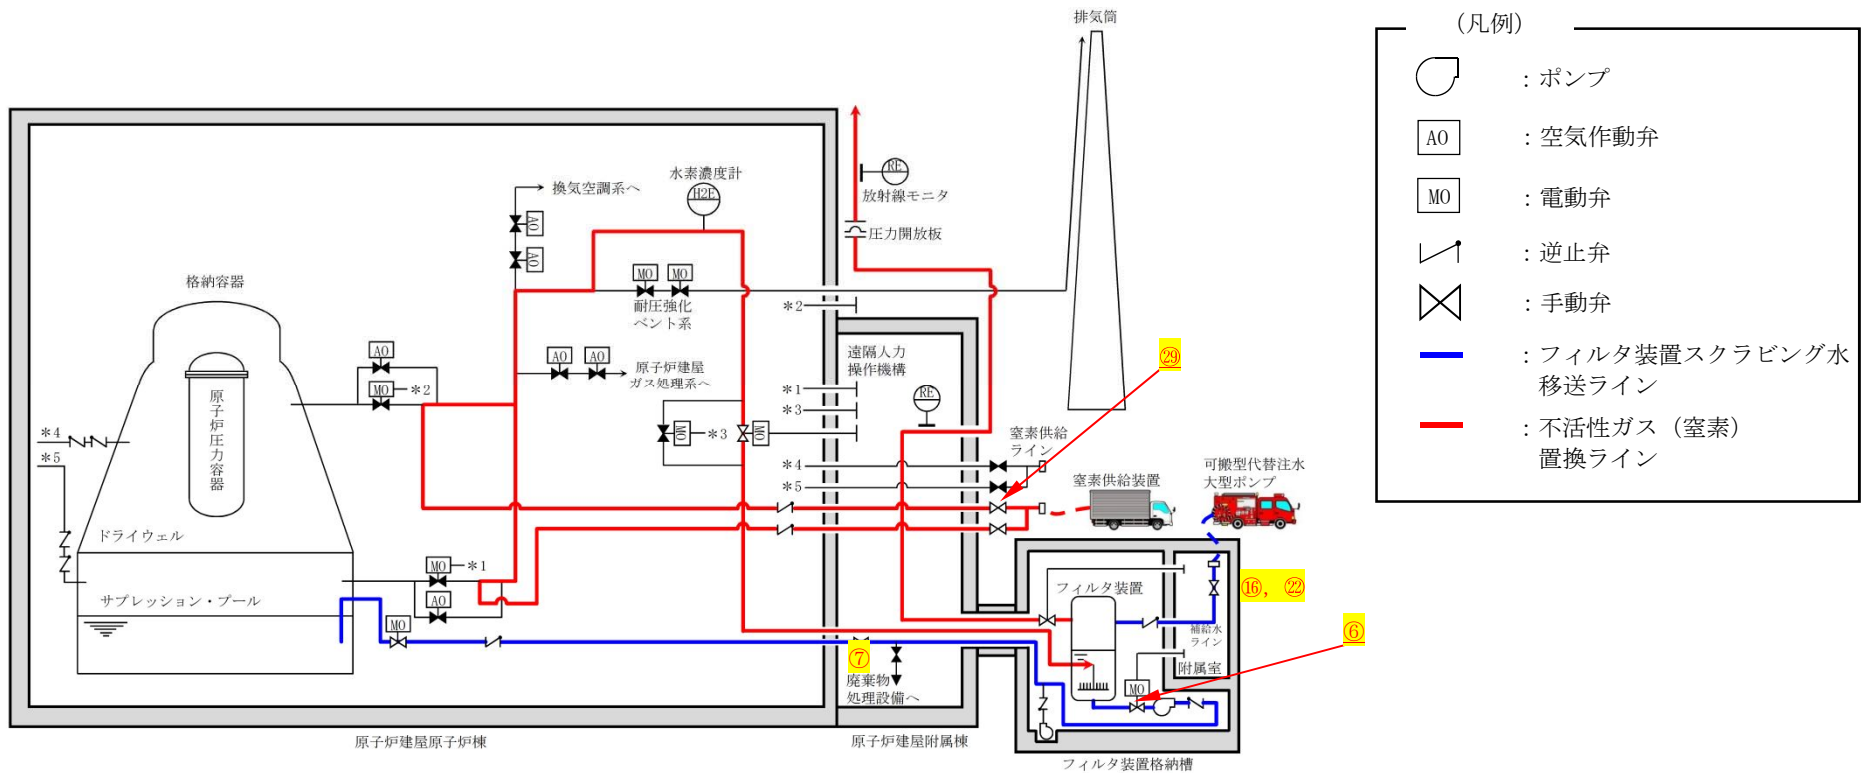 排気筒
(凡例)
：ポンプ
AO
：空気作動弁
MO
：電動弁
：逆止弁
：手動弁
：フィルタ装置スクラビング水
移送ライン
：不活性ガス（窒素）
置換ライン
換気空調系へ
水素濃度計
H2E
RE
放射線モニタ
圧力開放板
AO
AO
格納容器
MO
MO
耐圧強化
ベント系
＊2
遠隔人力
操作機構
㉙
AO
MO
＊2
AO
AO
原子炉建屋
ガス処理系へ
＊1
＊3
RE
原子炉圧力容器
＊4
＊5
MO
＊3
MO
窒素供給
ライン
＊4
＊5
窒素供給装置
可搬型代替注水
大型ポンプ
ドライウェル
MO
＊1
AO
サプレッション・プール
MO
フィルタ装置
⑯，㉒
補給水
ライン
⑥
附属室
MO
⑦
廃棄物
処理設備へ
原子炉建屋原子炉棟
原子炉建屋附属棟
フィルタ装置格納槽